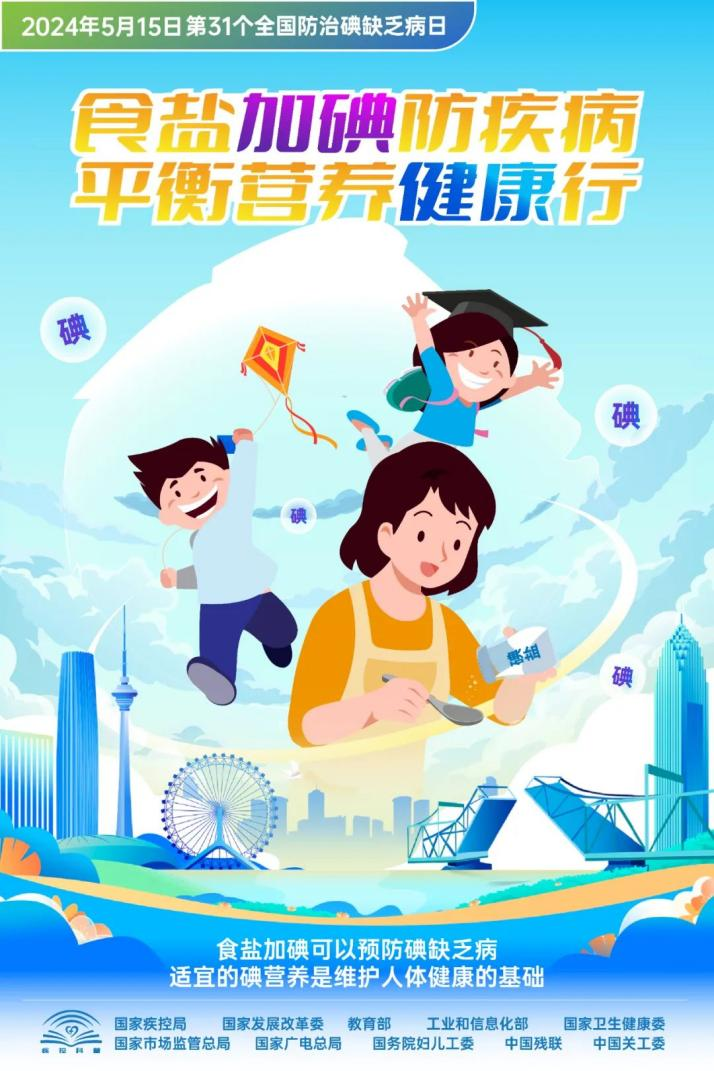 2024年5月15日第31个全国防治碘缺乏病日
食盐加碘防疾病
平衡营养健康行
碘
碘
碘
碘盐
碘
食盐加碘可以预防碘缺乏病
适宜的碘营养是维护人体健康的基础
国家疾控局 国家发展改革委 教育部 工业和信息化部 国家卫生健康委
国家市场监管总局 国家广电总局 国务院妇儿工委 中国残联 中国关工委
疾控科普